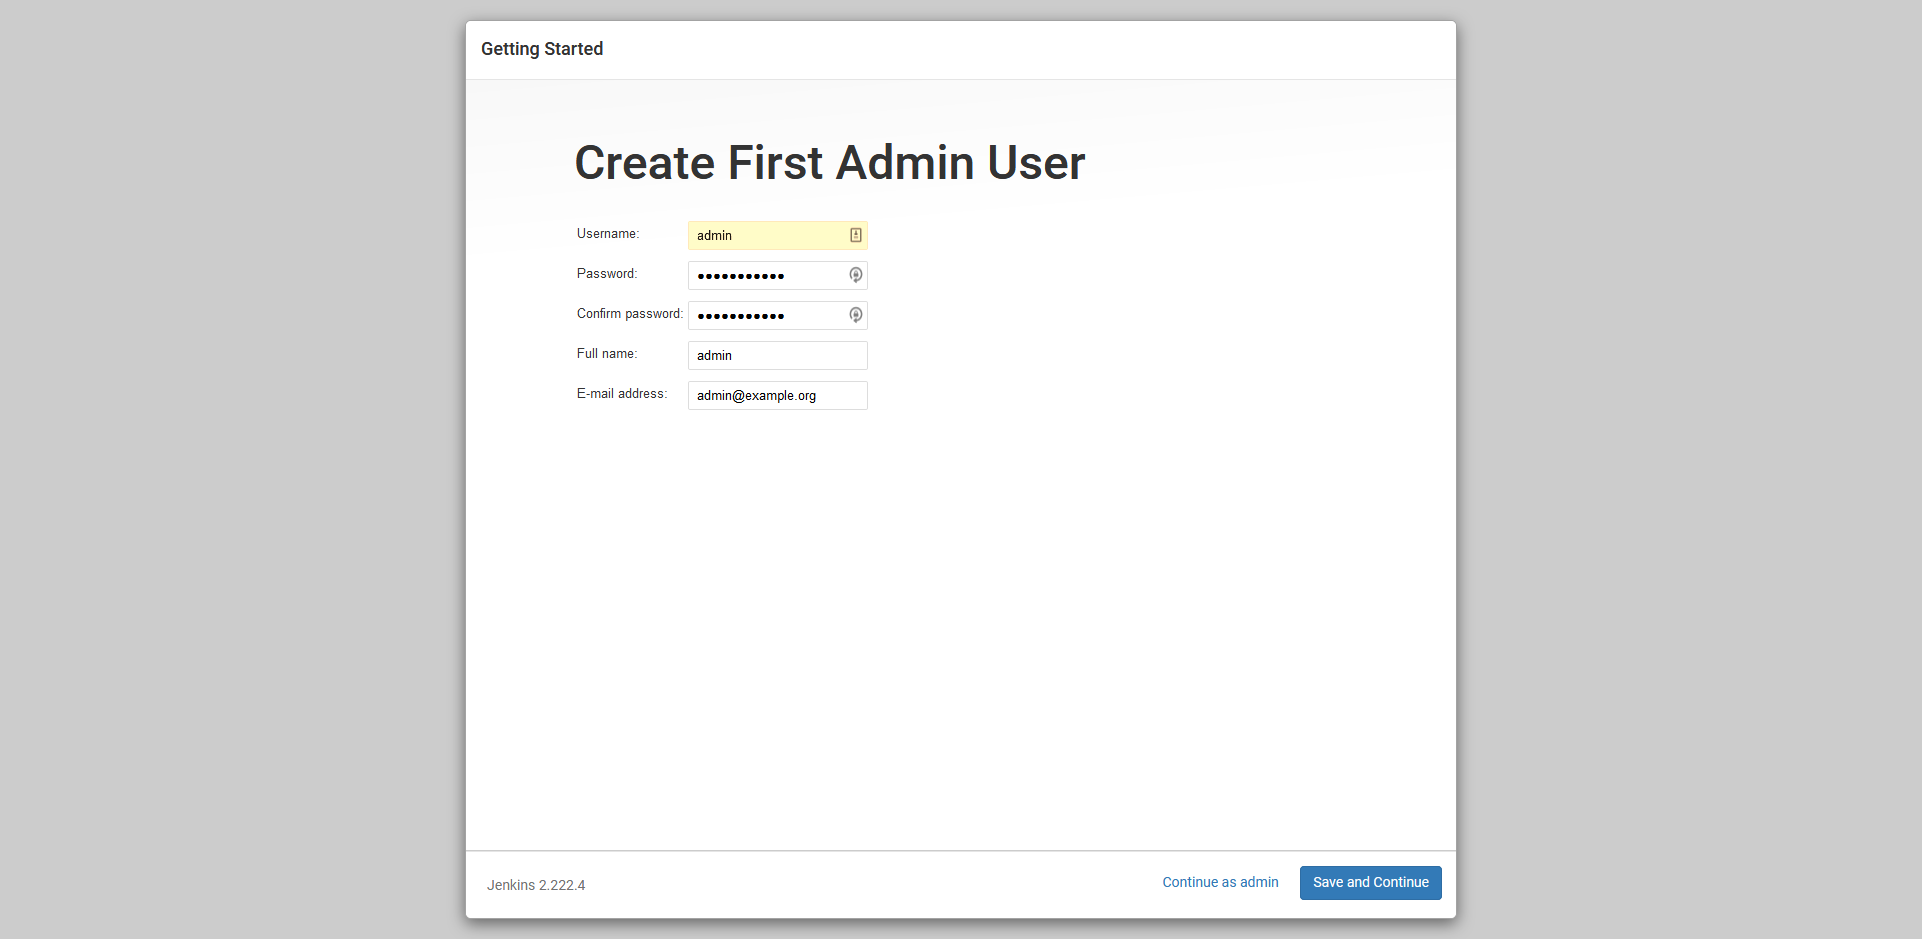 Getting Started
Create First Admin User
Username: admin
Password: ●●●●●●●●●●●
Confirm password: ●●●●●●●●●●●
Full name: admin
E-mail address: admin@example.org
Jenkins 2.222.4 Continue as admin Save and Continue